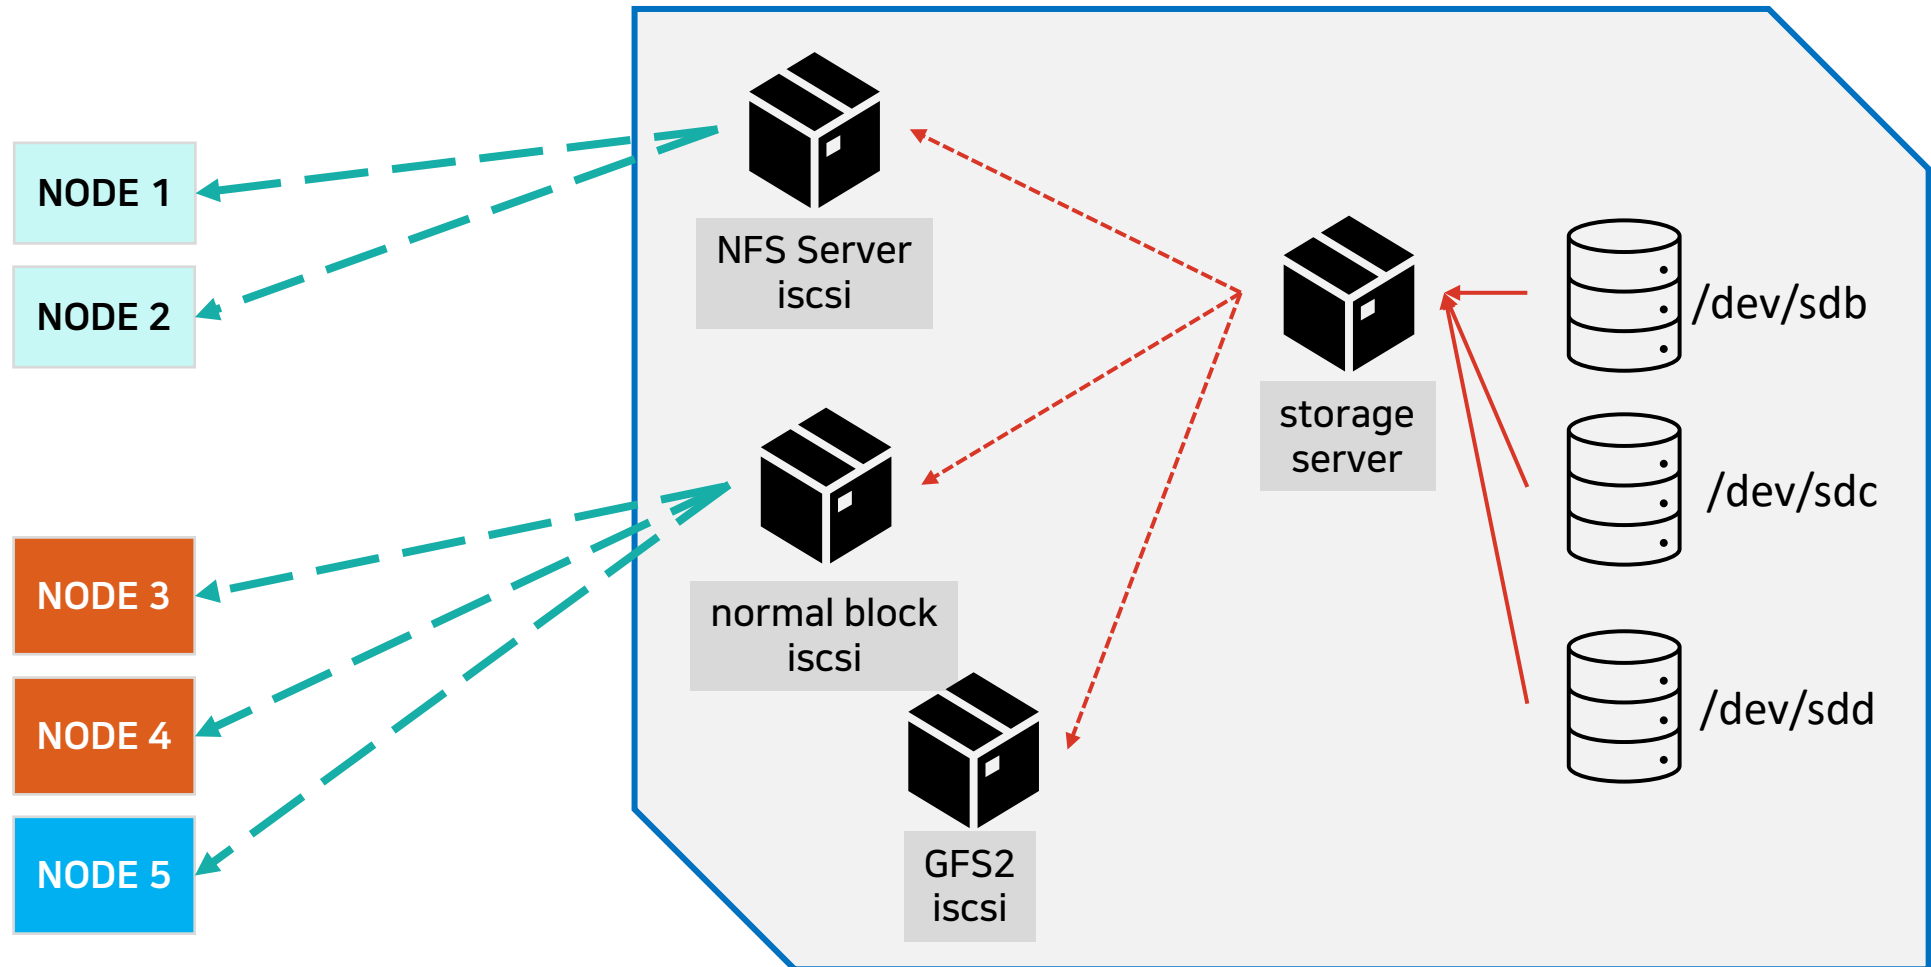 NODE 1
NODE 2
NODE 3
NODE 4
NODE 5
NFS Server
iscsi
normal block
iscsi
GFS2
iscsi
storage
server
/dev/sdb
/dev/sdc
/dev/sdd